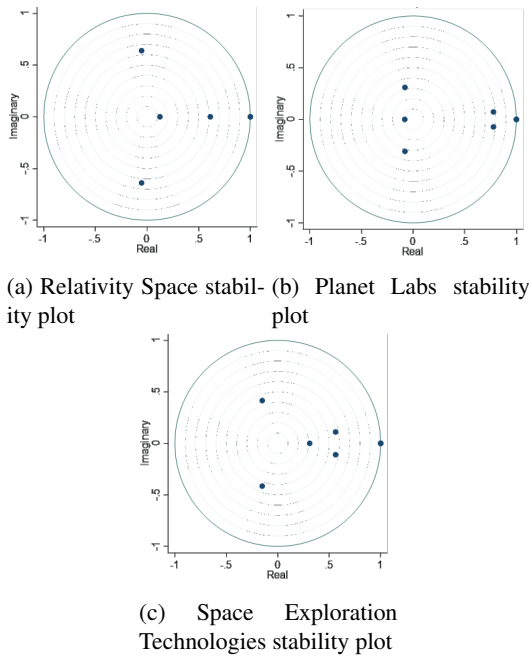 1
.5
Imaginary
0
-.5
-1
-1 -.5 0 .5 1
Real
(a) Relativity Space stabil-
ity plot
1
.5
Imaginary
0
-.5
-1
-1 -.5 0 .5 1
Real
(b) Planet Labs stability
plot
1
.5
Imaginary
0
-.5
-1
-1 -.5 0 .5 1
Real
(c) Space Exploration
Technologies stability plot